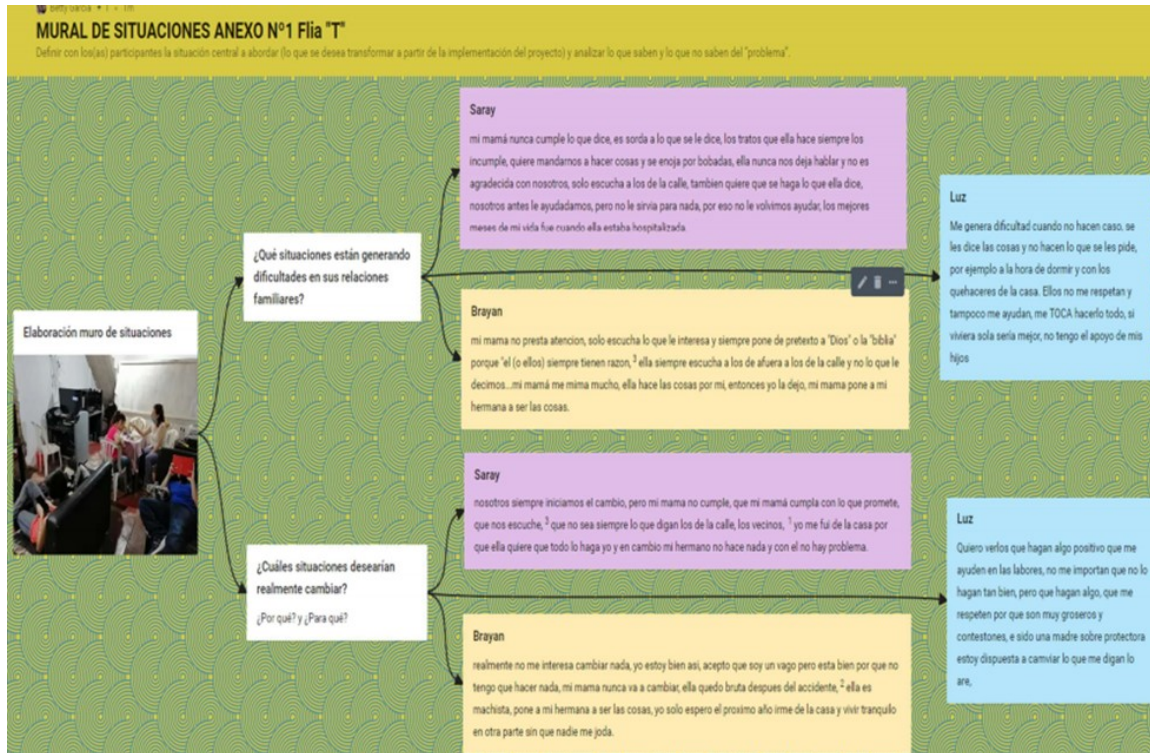 Betty Garcia
MURAL DE SITUACIONES ANEXO Nº1 Flia "T"
Definir con los(as) participantes la situación central a abordar (lo que se desea transformar a partir de la implementación del proyecto) y analizar lo que saben y lo que no saben del "problema".
Elaboración muro de situaciones
¿Qué situaciones están generando
dificultades en sus relaciones
familiares?
Saray
mi mamá nunca cumple lo que dice, es sorda a lo que se le dice, los tratos que ella hace siempre los
incumple, quiere mandarnos a hacer cosas y se enoja por bobadas, ella nunca nos deja hablar y no es
agradecida con nosotros, solo escucha a los de la calle, tambien quiere que se haga lo que ella dice,
nosotros antes le ayudadamos, pero no le sirvia para nada, por eso no le volvimos ayudar, los mejores
meses de mi vida fue cuando ella estaba hospitalizada.
Brayan
mi mama no presta atencion, solo escucha lo que le interesa y siempre pone de pretexto a "Dios" o la "biblia"
porque "el (o ellos) siempre tienen razon, 3 ella siempre escucha a los de afuera a los de la calle y no lo que le
decimos...mi mamá me mima mucho, ella hace las cosas por mi, entonces yo la dejo, mi mama pone a mi
hermana a ser las cosas.
Luz
Me genera dificultad cuando no hacen caso, se
les dice las cosas y no hacen lo que se les pide,
por ejemplo a la hora de dormir y con los
quehaceres de la casa. Ellos no me respetan y
tampoco me ayudan, me TOCA hacerlo todo, si
viviera sola sería mejor, no tengo el apoyo de mis
hijos
¿Cuáles situaciones desearían
realmente cambiar?
¿Por qué? y ¿Para qué?
Saray
nosotros siempre iniciamos el cambio, pero mi mama no cumple, que mi mamá cumpla con lo que promete,
que nos escuche, 3 que no sea siempre lo que digan los de la calle, los vecinos, 1 yo me fui de la casa por
que ella quiere que todo lo haga yo y en cambio mi hermano no hace nada y con el no hay problema.
Brayan
realmente no me interesa cambiar nada, yo estoy bien asi, acepto que soy un vago pero esta bien por que no
tengo que hacer nada, mi mama nunca va a cambiar, ella quedo bruta despues del accidente, 2 ella es
machista, pone a mi hermana a ser las cosas, yo solo espero el proximo año irme de la casa y vivir tranquilo
en otra parte sin que nadie me joda.
Luz
Quiero verlos que hagan algo positivo que me
ayuden en las labores, no me importan que no lo
hagan tan bien, pero que hagan algo, que me
respeten por que son muy groseros y
contestones, e sido una madre sobre protectora
estoy dispuesta a camviar lo que me digan lo
are,